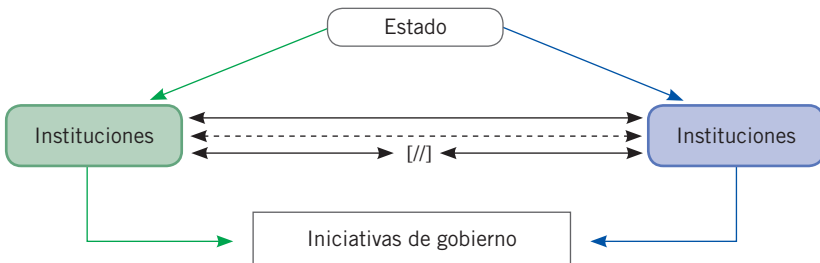 Estado
Instituciones
Instituciones
[//]
Iniciativas de gobierno